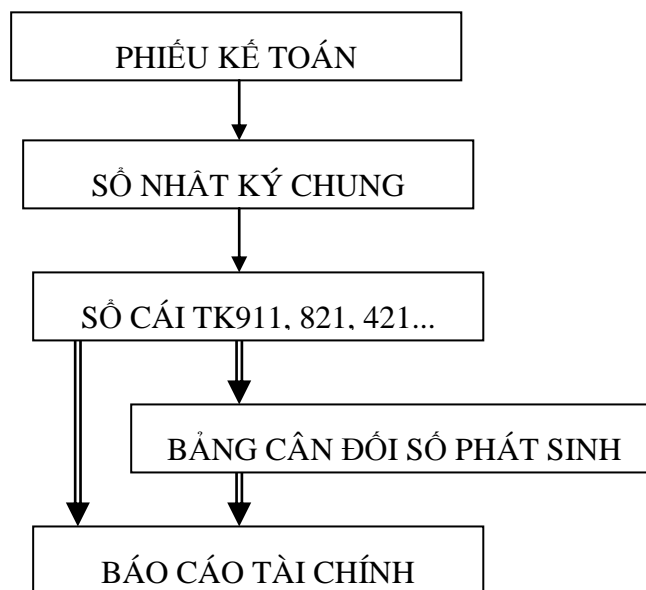 PHIẾU KẾ TOÁN
SỔ NHÂT KÝ CHUNG
SỔ CÁI TK911, 821, 421...
BẢNG CÂN ĐỐI SỐ PHÁT SINH
BÁO CÁO TÀI CHÍNH